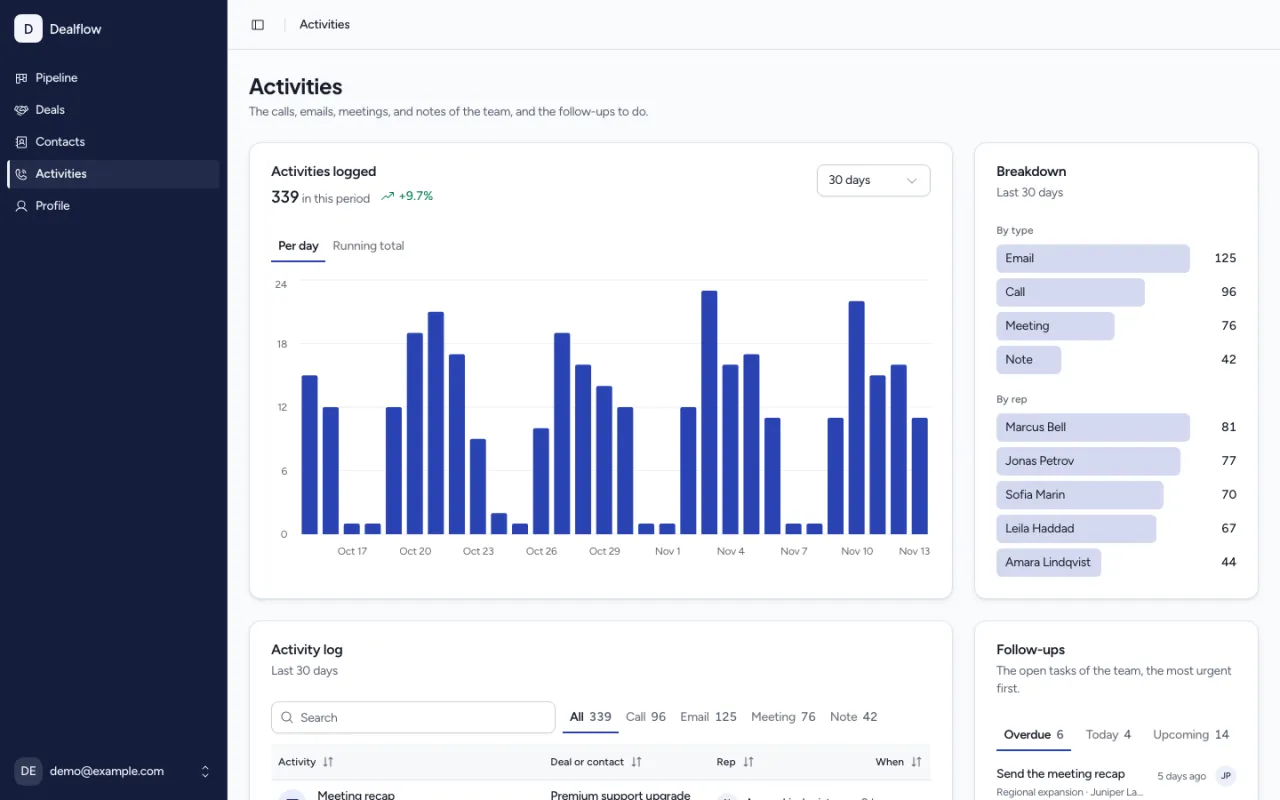 D Dealflow
Pipeline
Deals
Contacts
Activities
Profile
DE demo@example.com
Activities
Activities
The calls, emails, meetings, and notes of the team, and the follow-ups to do.
Activities logged
339 in this period +9.7%
30 days
Per day Running total
24
18
12
6
0
Oct 17 Oct 20 Oct 23 Oct 26 Oct 29 Nov 1 Nov 4 Nov 7 Nov 10 Nov 13
Breakdown
Last 30 days
By type
Email 125
Call 96
Meeting 76
Note 42
By rep
Marcus Bell 81
Jonas Petrov 77
Sofia Marin 70
Leila Haddad 67
Amara Lindqvist 44
Activity log
Last 30 days
Search
All 339 Call 96 Email 125 Meeting 76 Note 42
Activity Deal or contact Rep When
Meeting recap Premium support upgrade
Follow-ups
The open tasks of the team, the most urgent
first.
Overdue 6 Today 4 Upcoming 14
Send the meeting recap 5 days ago JP
Regional expansion · Juniper La...